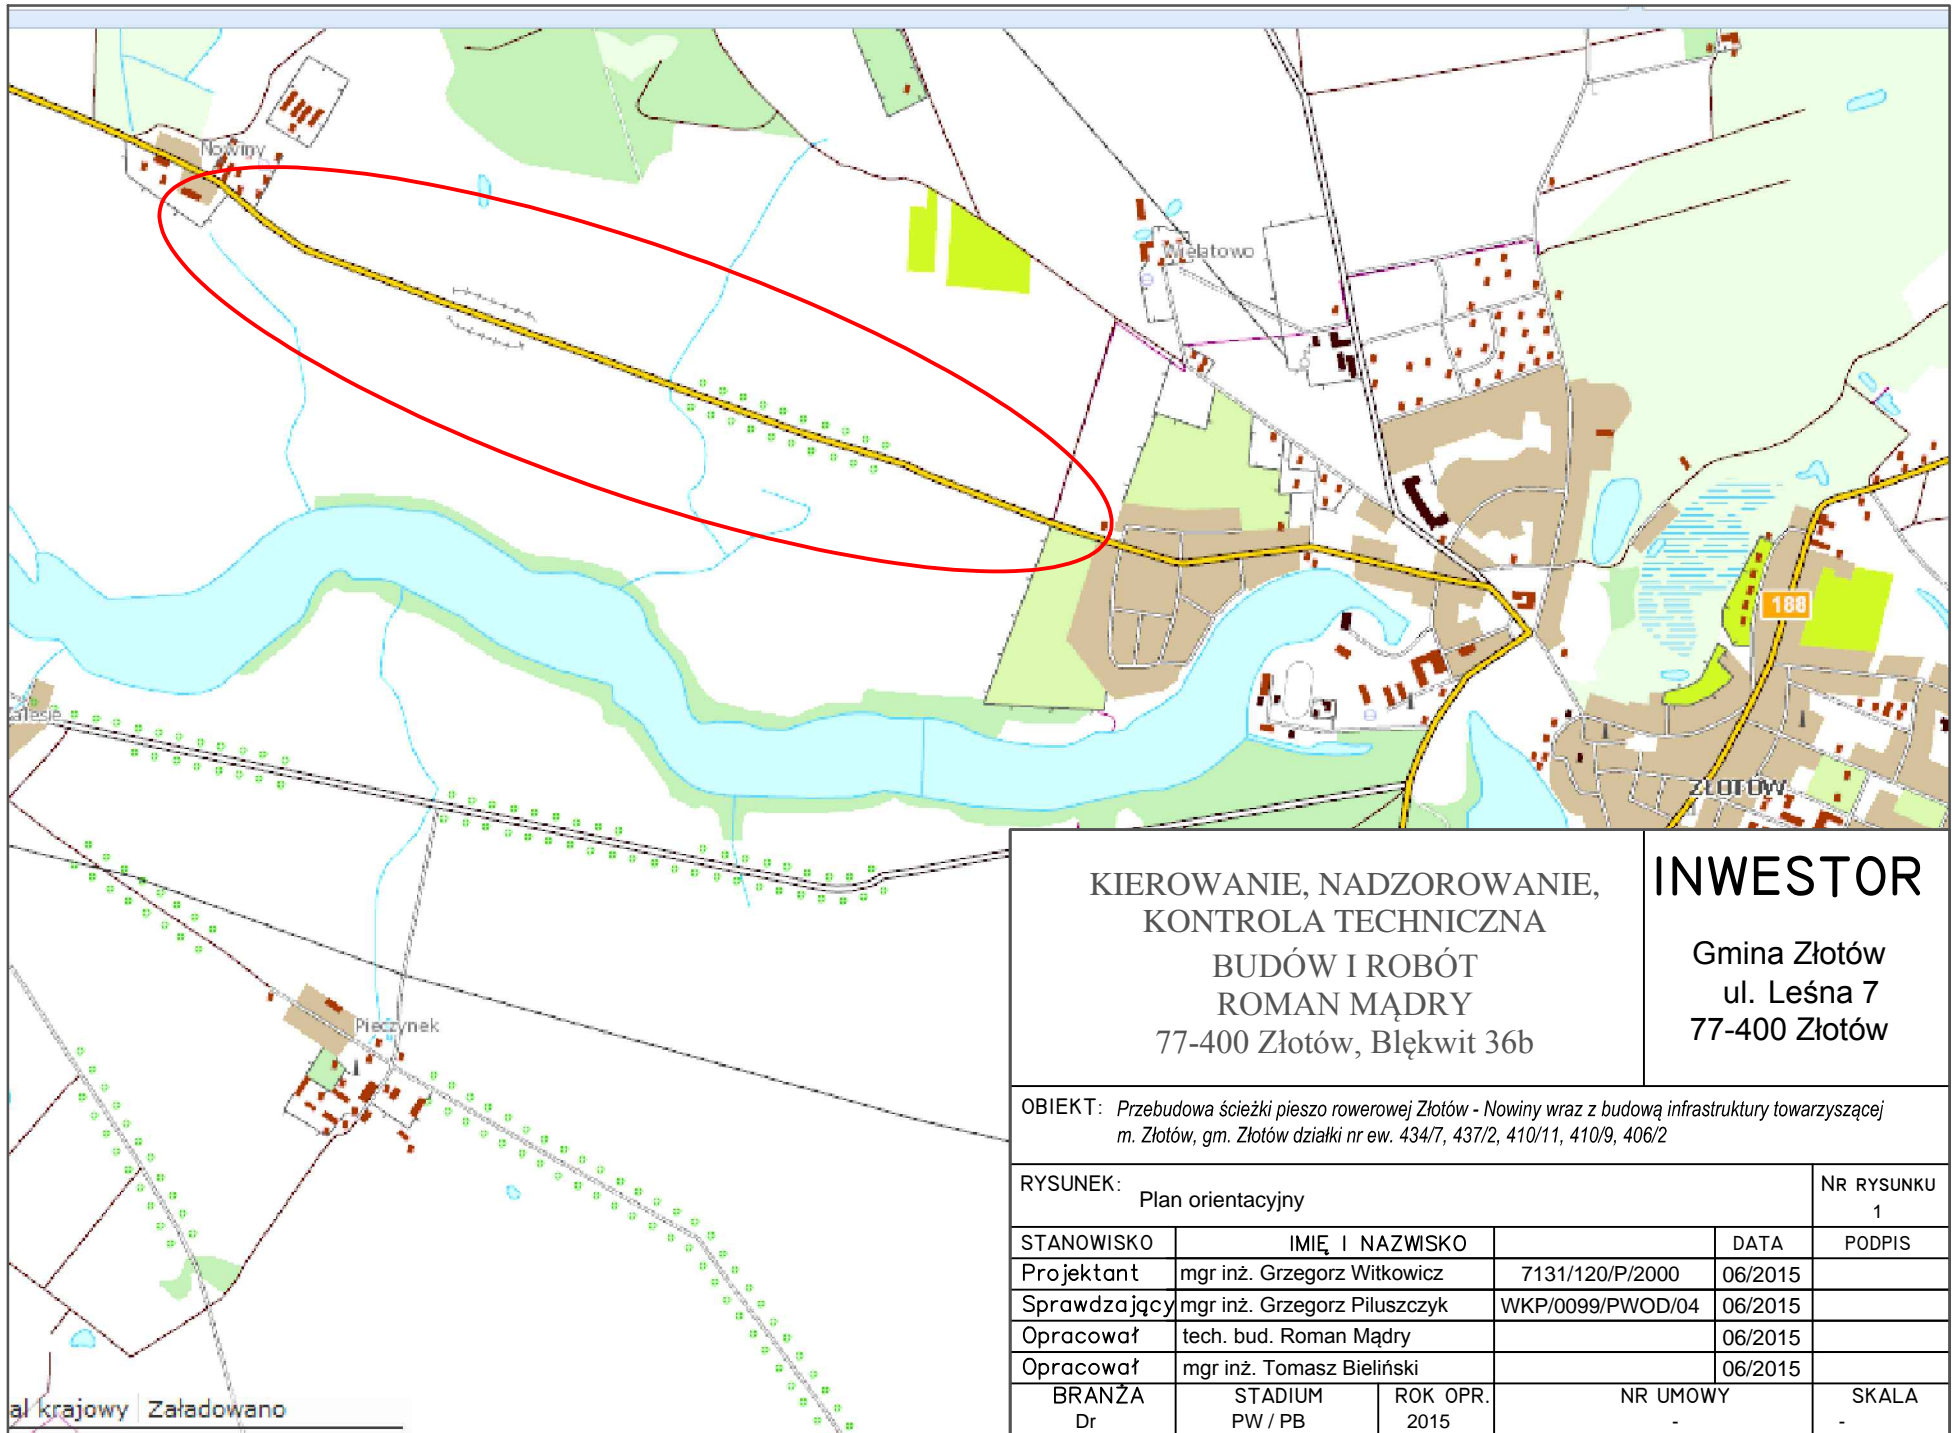 Nowiny
Wielatowo
188
alesie
ZŁOTÓW
Pieczynek
al krajowy Załadowano
KIEROWANIE, NADZOROWANIE,
KONTROLA TECHNICZNA
BUDÓW I ROBÓT
ROMAN MĄDRY
77-400 Złotów, Blękwit 36b
INWESTOR
Gmina Złotów
ul. Leśna 7
77-400 Złotów
OBIEKT: Przebudowa ścieżki pieszo rowerowej Złotów - Nowiny wraz z budową infrastruktury towarzyszącej
m. Złotów, gm. Złotów działki nr ew. 434/7, 437/2, 410/11, 410/9, 406/2
RYSUNEK: Plan orientacyjny
NR RYSUNKU
1
STANOWISKO IMIĘ I NAZWISKO DATA PODPIS
Projektant mgr inż. Grzegorz Witkowicz 7131/120/P/2000 06/2015
Sprawdzający mgr inż. Grzegorz Piluszczyk WKP/0099/PWOD/04 06/2015
Opracował tech. bud. Roman Mądry 06/2015
Opracował mgr inż. Tomasz Bieliński 06/2015
BRANŻA STADIUM ROK OPR. NR UMOWY SKALA
Dr PW / PB 2015 - -